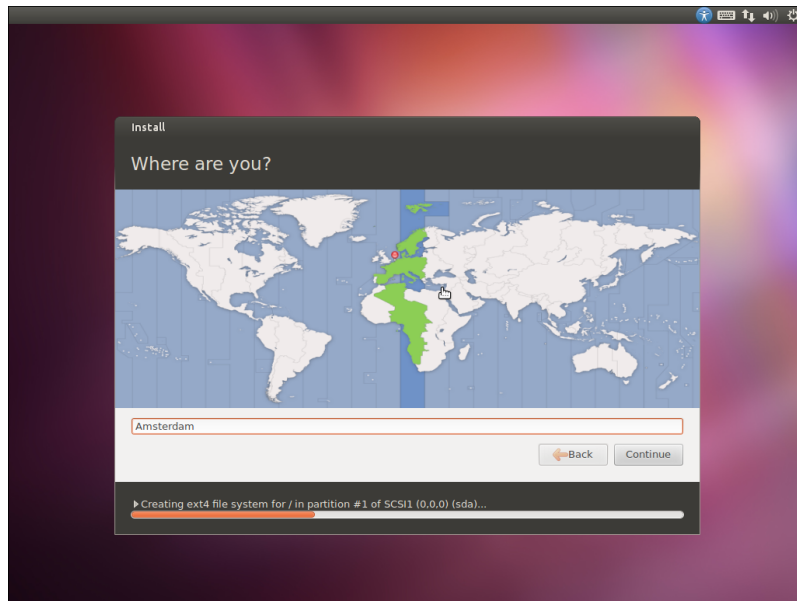 Install
Where are you?
Amsterdam
Back
Continue
Creating ext4 file system for / in partition #1 of SCSI1 (0,0,0) (sda)...